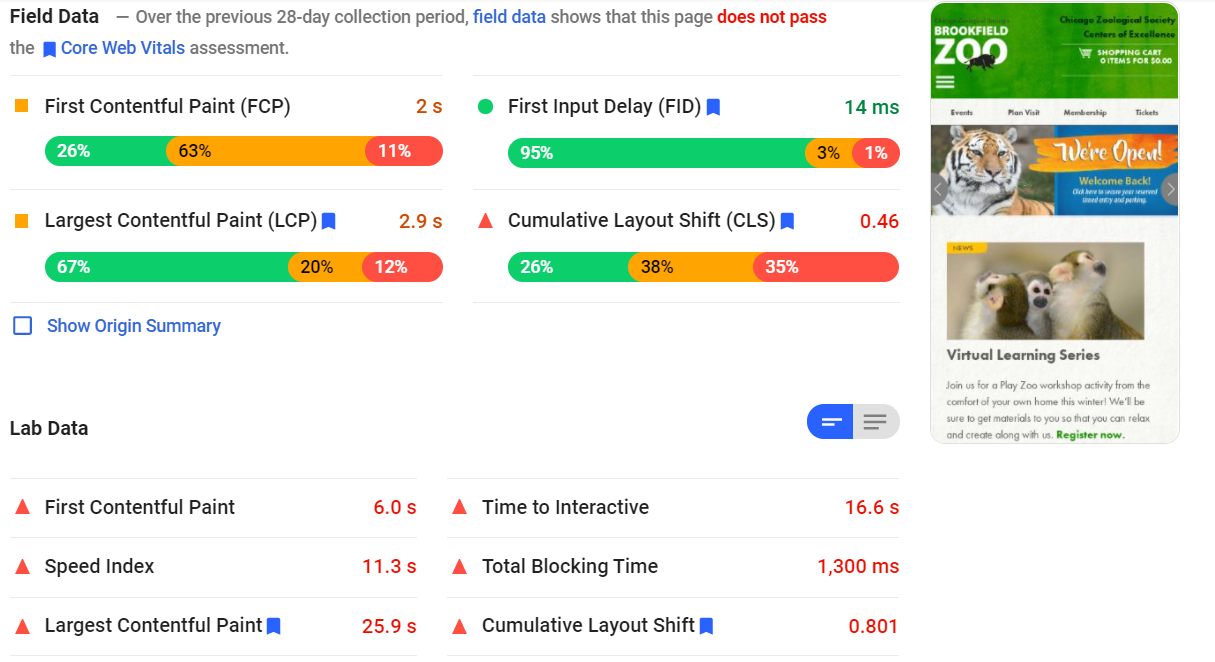 Field Data — Over the previous 28-day collection period, field data shows that this page does not pass
the Core Web Vitals assessment.
First Contentful Paint (FCP) 2 s
26% 63% 11%
First Input Delay (FID) 14 ms
95% 3% 1%
Largest Contentful Paint (LCP) 2.9 s
67% 20% 12%
Cumulative Layout Shift (CLS) 0.46
26% 38% 35%
Show Origin Summary
Lab Data
First Contentful Paint 6.0 s
Time to Interactive 16.6 s
Speed Index 11.3 s
Total Blocking Time 1,300 ms
Largest Contentful Paint 25.9 s
Cumulative Layout Shift 0.801
Chicago Zoological Society
Chicago Zoological Society
Centers of Excellence
BROOKFIELD
ZOO
SHOPPING CART
0 ITEMS FOR $0.00
Events Plan Visit Membership Tickets
We're Open!
Welcome Back!
Click here to secure your reserved
timed entry and parking.
NEWS
Virtual Learning Series
Join us for a Play Zoo workshop activity from the
comfort of your own home this winter! We'll be
sure to get materials to you so that you can relax
and create along with us. Register now.